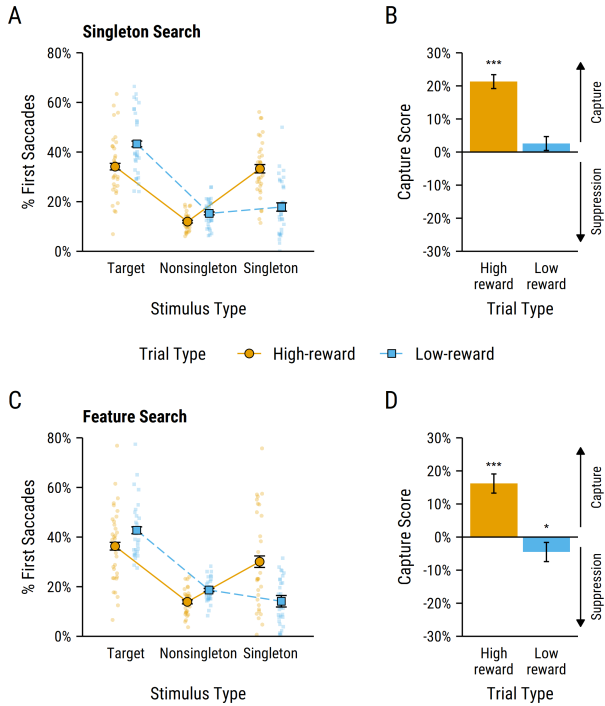 A
Singleton Search
% First Saccades
80%
60%
40%
20%
0%
Target Nonsingleton Singleton
Stimulus Type
B
Capture Score
30%
20%
10%
0%
-10%
-20%
-30%
***
Capture
Suppression
High reward
Low reward
Trial Type
Trial Type High-reward Low-reward
C
Feature Search
% First Saccades
80%
60%
40%
20%
0%
Target Nonsingleton Singleton
Stimulus Type
D
Capture Score
30%
20%
10%
0%
-10%
-20%
-30%
***
*
Capture
Suppression
High reward
Low reward
Trial Type